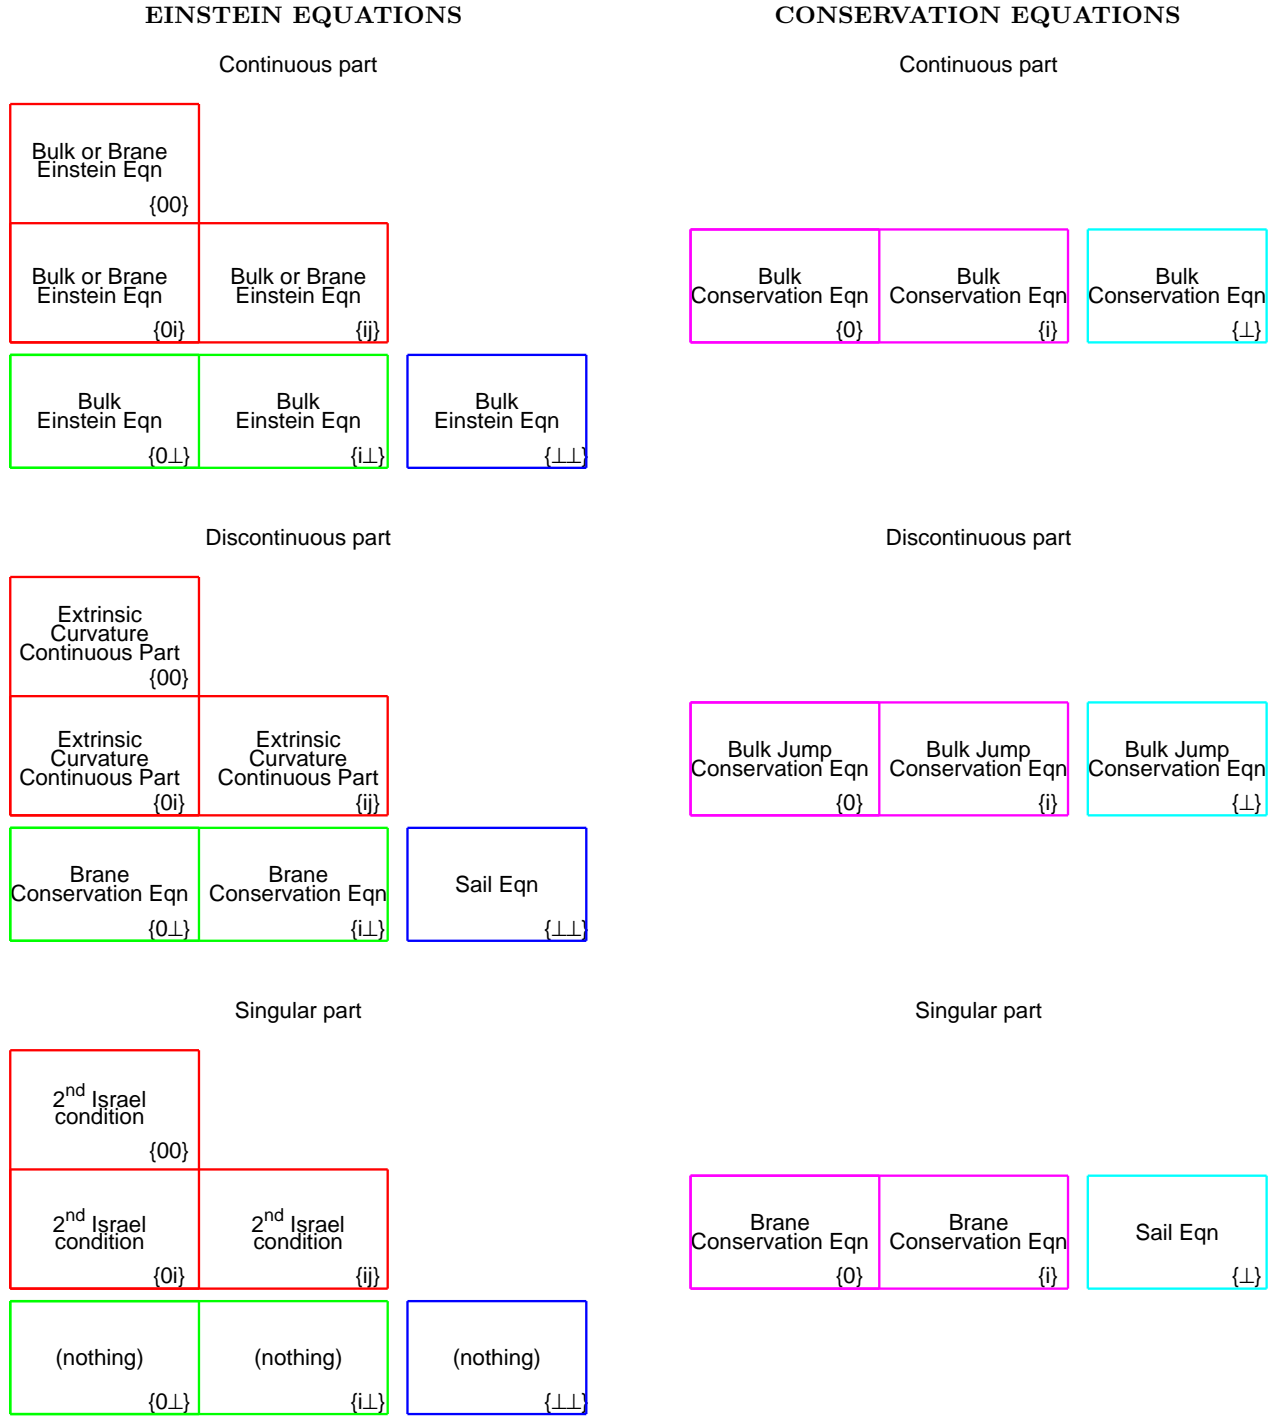 EINSTEIN EQUATIONS
CONSERVATION EQUATIONS
Continuous part
Continuous part
Bulk or Brane
Einstein Eqn
{00}
Bulk or Brane
Einstein Eqn
{0i}
Bulk or Brane
Einstein Eqn
{ij}
Bulk
Conservation Eqn
{0}
Bulk
Conservation Eqn
{i}
Bulk
Conservation Eqn
{⊥}
Bulk
Einstein Eqn
{0⊥}
Bulk
Einstein Eqn
{i⊥}
Bulk
Einstein Eqn
{⊥⊥}
Discontinuous part
Discontinuous part
Extrinsic
Curvature
Continuous Part
{00}
Extrinsic
Curvature
Continuous Part
{0i}
Extrinsic
Curvature
Continuous Part
{ij}
Bulk Jump
Conservation Eqn
{0}
Bulk Jump
Conservation Eqn
{i}
Bulk Jump
Conservation Eqn
{⊥}
Brane
Conservation Eqn
{0⊥}
Brane
Conservation Eqn
{i⊥}
Sail Eqn
{⊥⊥}
Singular part
Singular part
2nd Israel
condition
{00}
2nd Israel
condition
{0i}
2nd Israel
condition
{ij}
Brane
Conservation Eqn
{0}
Brane
Conservation Eqn
{i}
Sail Eqn
{⊥}
(nothing)
{0⊥}
(nothing)
{i⊥}
(nothing)
{⊥⊥}